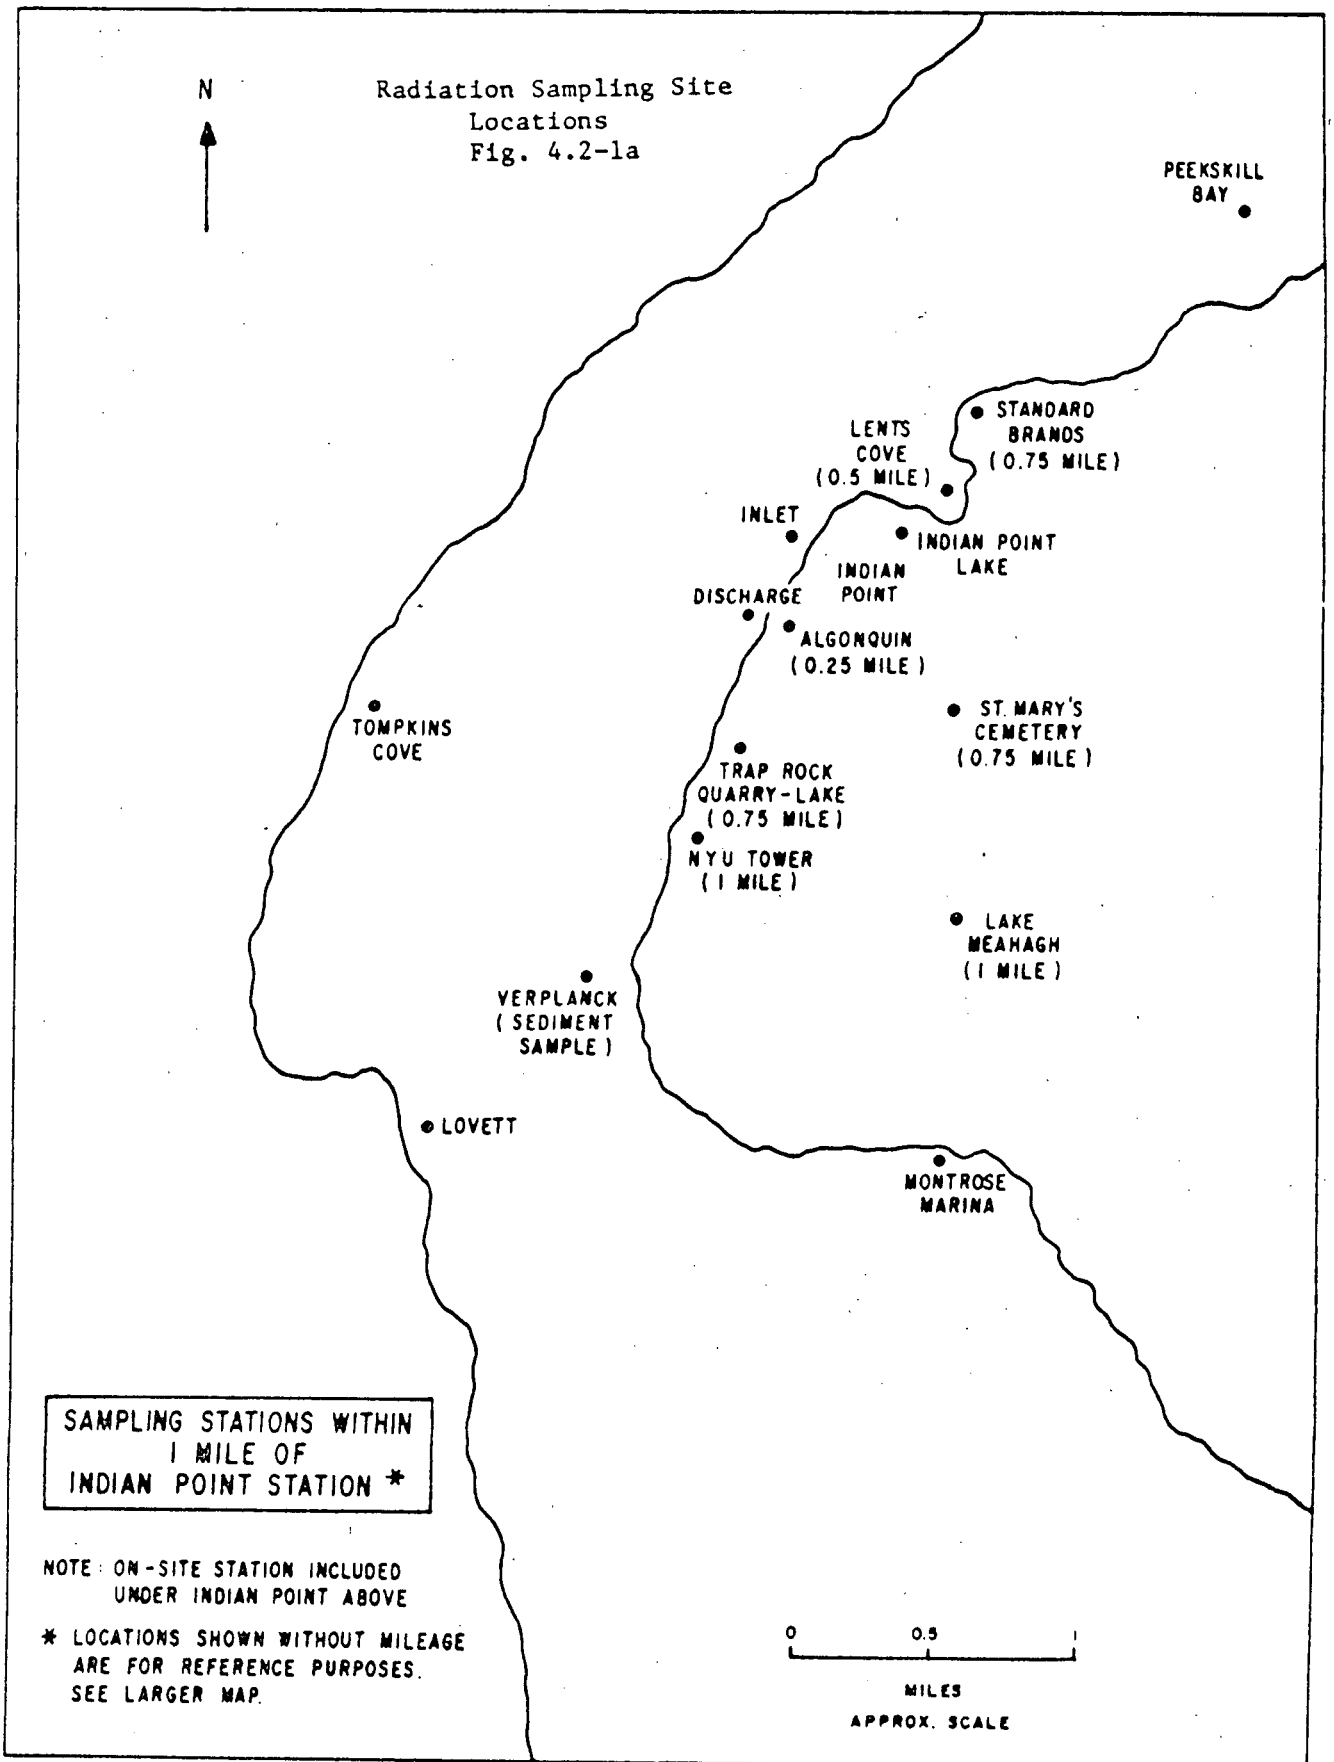 N
Radiation Sampling Site
Locations
Fig. 4.2-1a
PEEKSKILL
BAY
STANDARD
BRANDS
(0.75 MILE)
LENTS
COVE
(0.5 MILE)
INLET
INDIAN POINT
LAKE
INDIAN
POINT
DISCHARGE
ALGONQUIN
(0.25 MILE)
TOMPKINS
COVE
ST. MARY'S
CEMETERY
(0.75 MILE)
TRAP ROCK
QUARRY-LAKE
(0.75 MILE)
NYU TOWER
(1 MILE)
LAKE
MEAHAGH
(1 MILE)
VERPLANCK
(SEDIMENT
SAMPLE)
LOVETT
MONTROSE
MARINA
SAMPLING STATIONS WITHIN
1 MILE OF
INDIAN POINT STATION *
NOTE: ON-SITE STATION INCLUDED
UNDER INDIAN POINT ABOVE
* LOCATIONS SHOWN WITHOUT MILEAGE
ARE FOR REFERENCE PURPOSES.
SEE LARGER MAP.
0 0.5 1
MILES
APPROX. SCALE